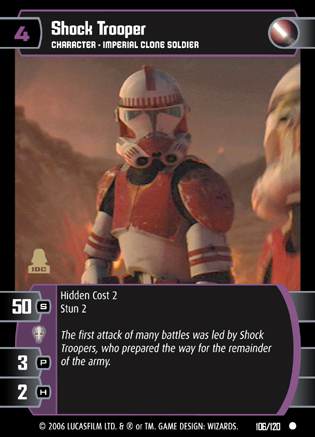 4
Shock Trooper
CHARACTER • IMPERIAL CLONE SOLDIER
IDC
50 S
Hidden Cost 2
Stun 2
The first attack of many battles was led by Shock
Troopers, who prepared the way for the remainder
of the army.
3 P
2 H
© 2006 LUCASFILM LTD. & ® or TM. GAME DESIGN: WIZARDS. 106/120